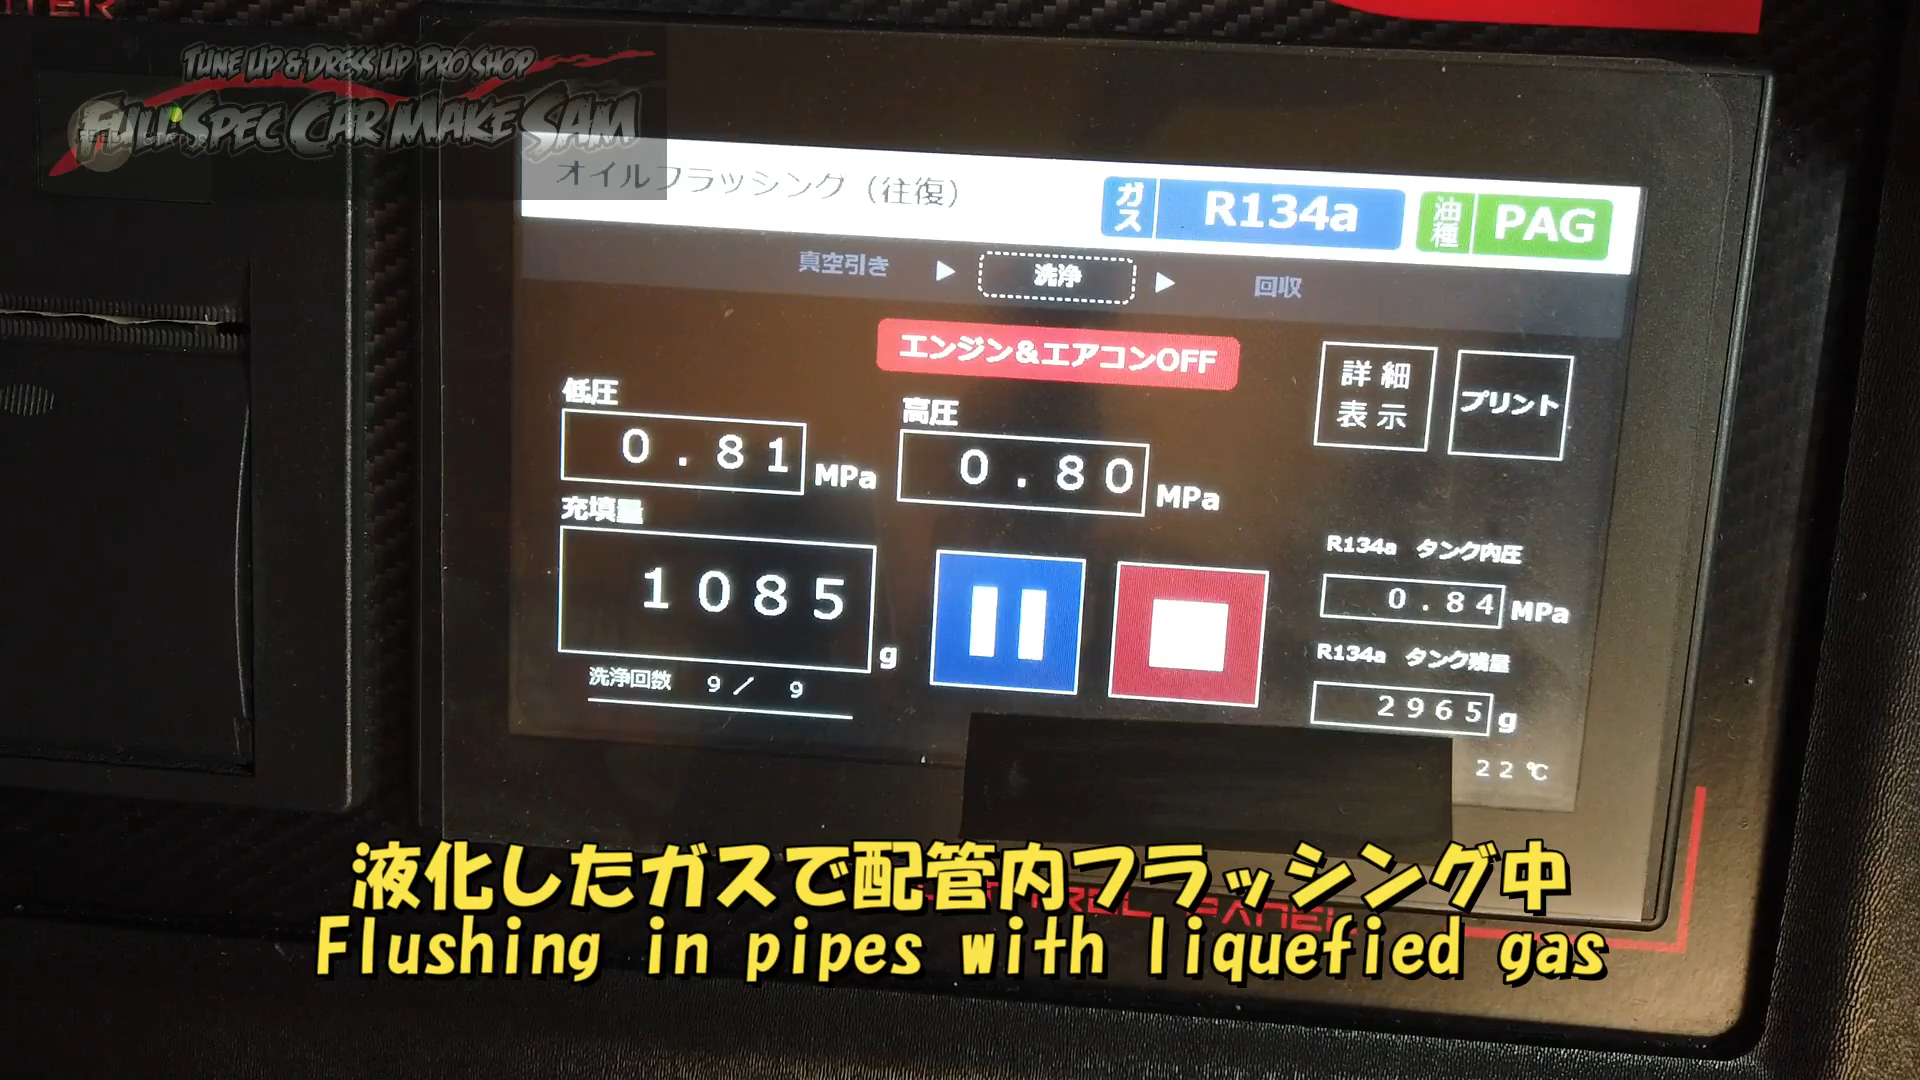 TUNE UP & DRESS UP PRO SHOP
FULL SPEC CAR MAKE SAM
オイルフラッシング（往復）
ガス R134a 油種 PAG
真空引き ▶ 洗浄 ▶ 回収
エンジン&エアコンOFF
詳細表示
プリント
低圧
0.81 MPa
高圧
0.80 MPa
充填量
1085 g
洗浄回数 9／ 9
R134a タンク内圧
0.84 MPa
R134a タンク残量
2965 g
22℃
液化したガスで配管内フラッシング中
Flushing in pipes with liquefied gas